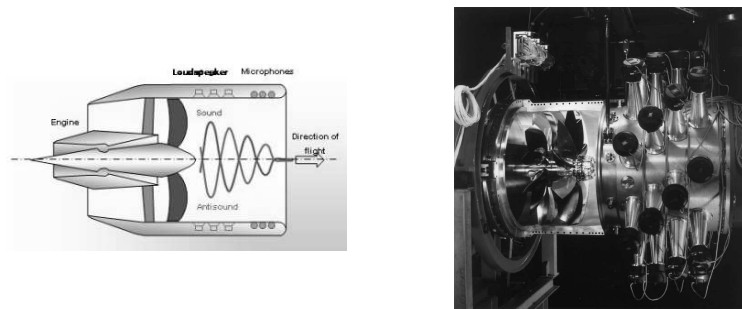 Loudspeaker Microphones
Engine
Sound
Direction of
flight
Antisound